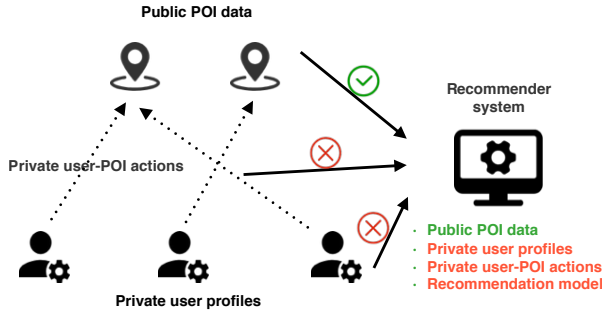 Public POI data
Recommender
system
Private user-POI actions
· Public POI data
· Private user profiles
· Private user-POI actions
· Recommendation model
Private user profiles